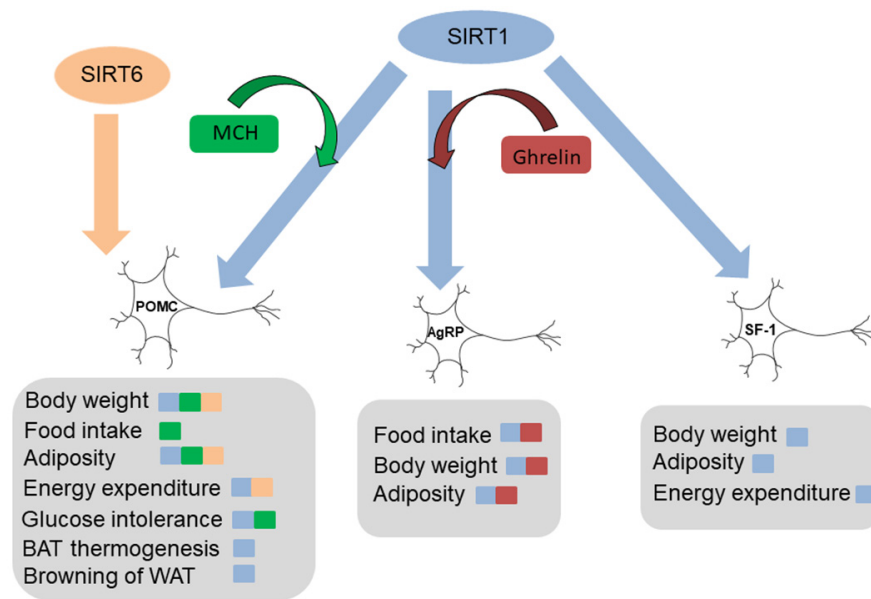 SIRT1
SIRT6
MCH
Ghrelin
POMC
AgRP
SF-1
Body weight
Food intake
Adiposity
Energy expenditure
Glucose intolerance
BAT thermogenesis
Browning of WAT
Food intake
Body weight
Adiposity
Body weight
Adiposity
Energy expenditure